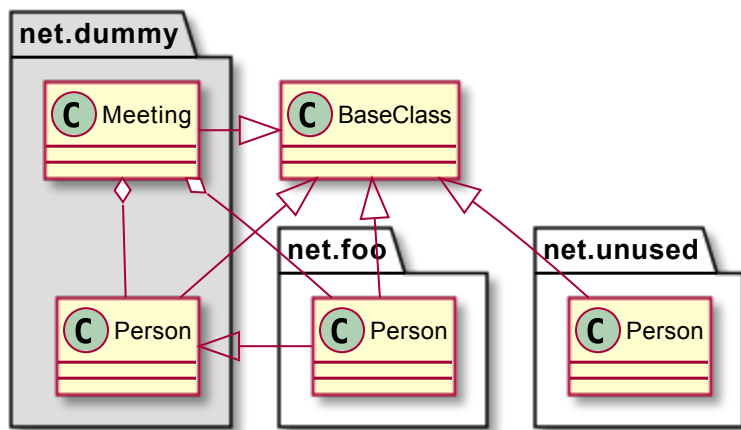 net.dummy
C Meeting
C BaseClass
net.foo
net.unused
C Person
C Person
C Person